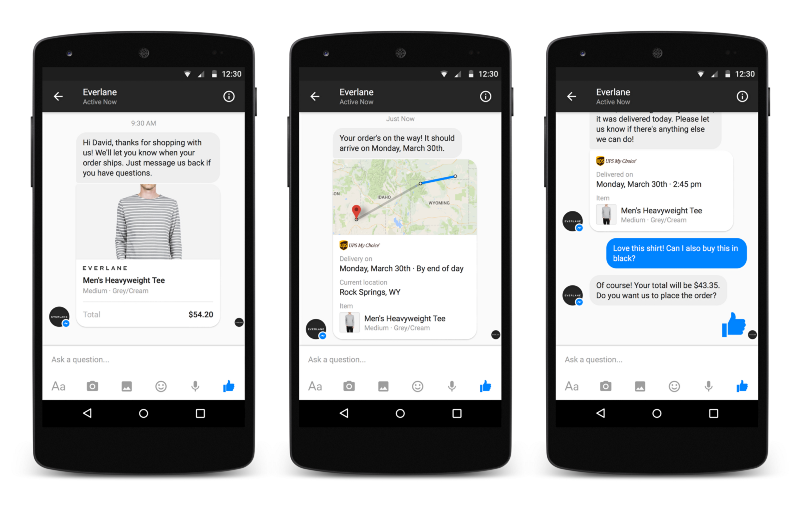 12:30
Everlane
Active Now
9:30 AM
Hi David, thanks for shopping with
us! We'll let you know when your
order ships. Just message us back if
you have questions.
EVERLANE
Men's Heavyweight Tee
Medium · Grey/Cream
Total $54.20
EVERLANE
Ask a question...
Aa
12:30
Everlane
Active Now
Just Now
Your order's on the way! It should
arrive on Monday, March 30th.
IDAHO
WYOMING
UPS My Choice
Delivery on
Monday, March 30th · By end of day
Current location
Rock Springs, WY
Item
Men's Heavyweight Tee
Medium · Grey/Cream
EVERLANE
Ask a question...
Aa
12:30
Everlane
Active Now
it was delivered today. Please let
us know if there's anything else
we can do!
UPS My Choice
Delivered on
Monday, March 30th · 2:45 pm
Item
Men's Heavyweight Tee
Medium · Grey/Cream
EVERLANE
Love this shirt! Can I also buy this in
black?
Of course! Your total will be $43.35.
Do you want us to place the order?
EVERLANE
Ask a question...
Aa